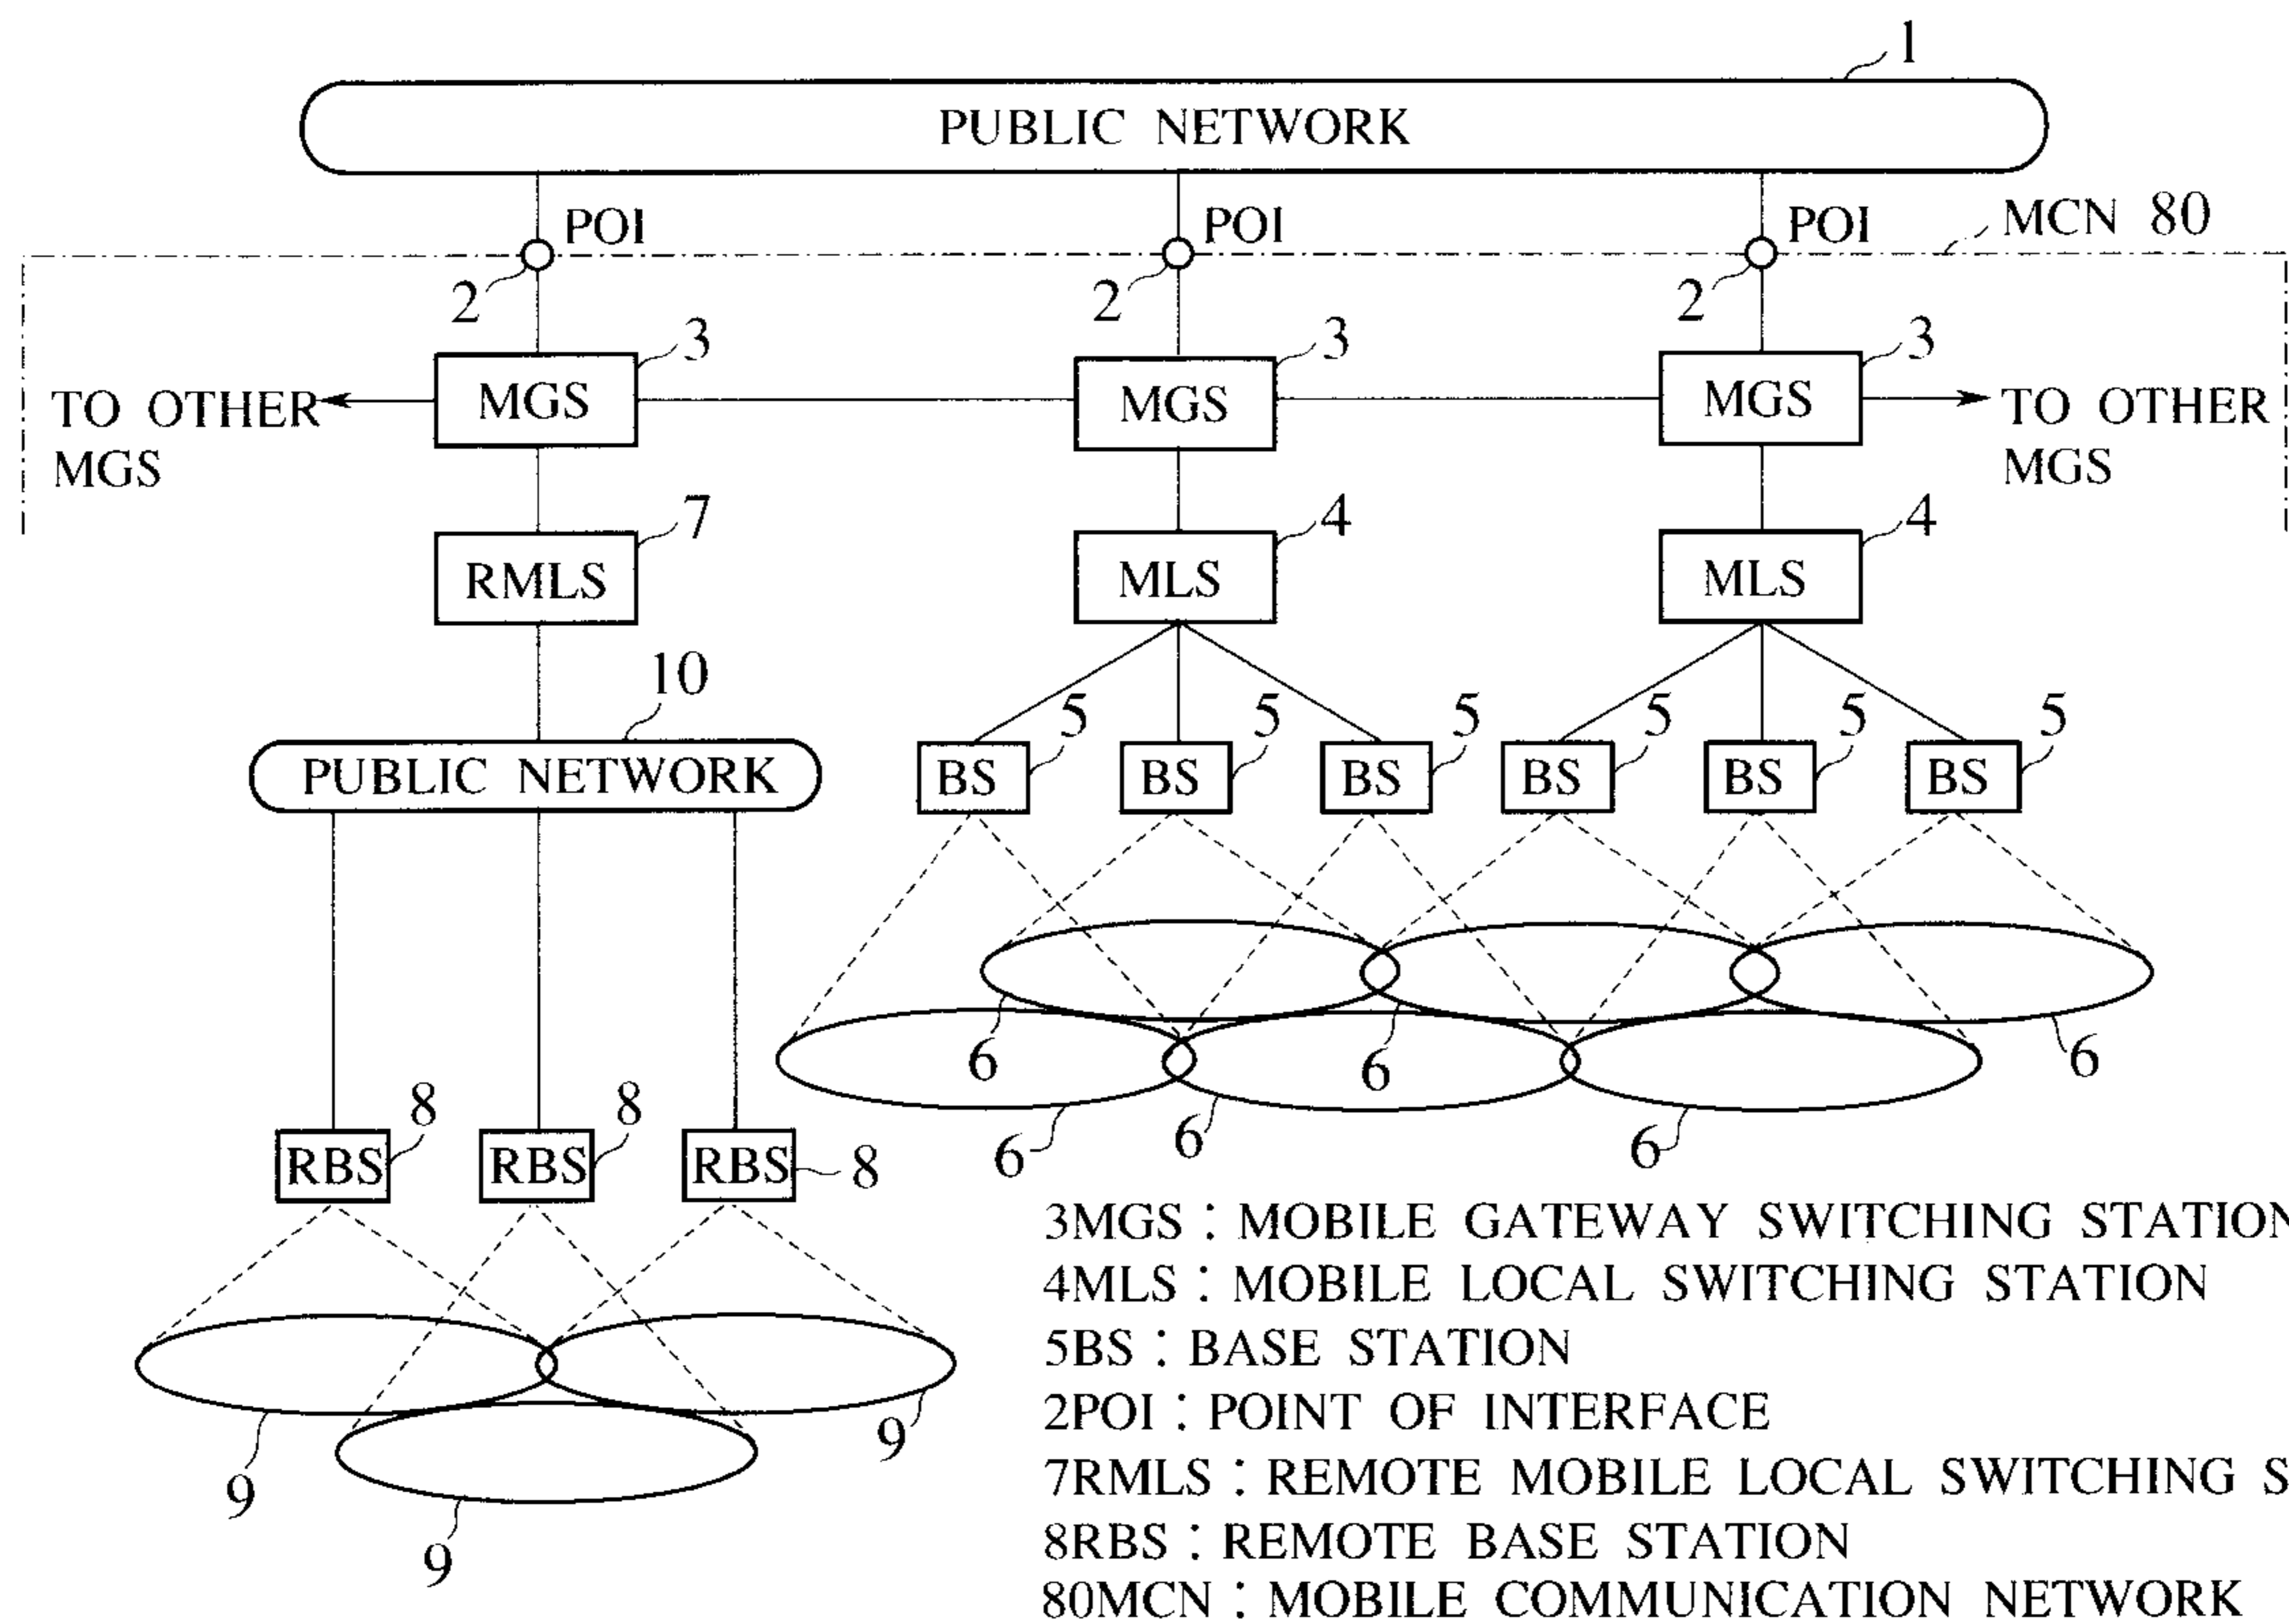 1
PUBLIC NETWORK
POI POI POI MCN 80
2 2 2
3 3 3
MGS MGS MGS
TO OTHER
MGS
TO OTHER
MGS
7 4 4
RMLS MLS MLS
10
5 5 5 5 5 5
PUBLIC NETWORK
BS BS BS BS BS BS
6 6 6
6 6 6
8 8 8
RBS RBS RBS
9 9 9
3MGS : MOBILE GATEWAY SWITCHING STATION
4MLS : MOBILE LOCAL SWITCHING STATION
5BS : BASE STATION
2POI : POINT OF INTERFACE
7RMLS : REMOTE MOBILE LOCAL SWITCHING S
8RBS : REMOTE BASE STATION
80MCN : MOBILE COMMUNICATION NETWORK